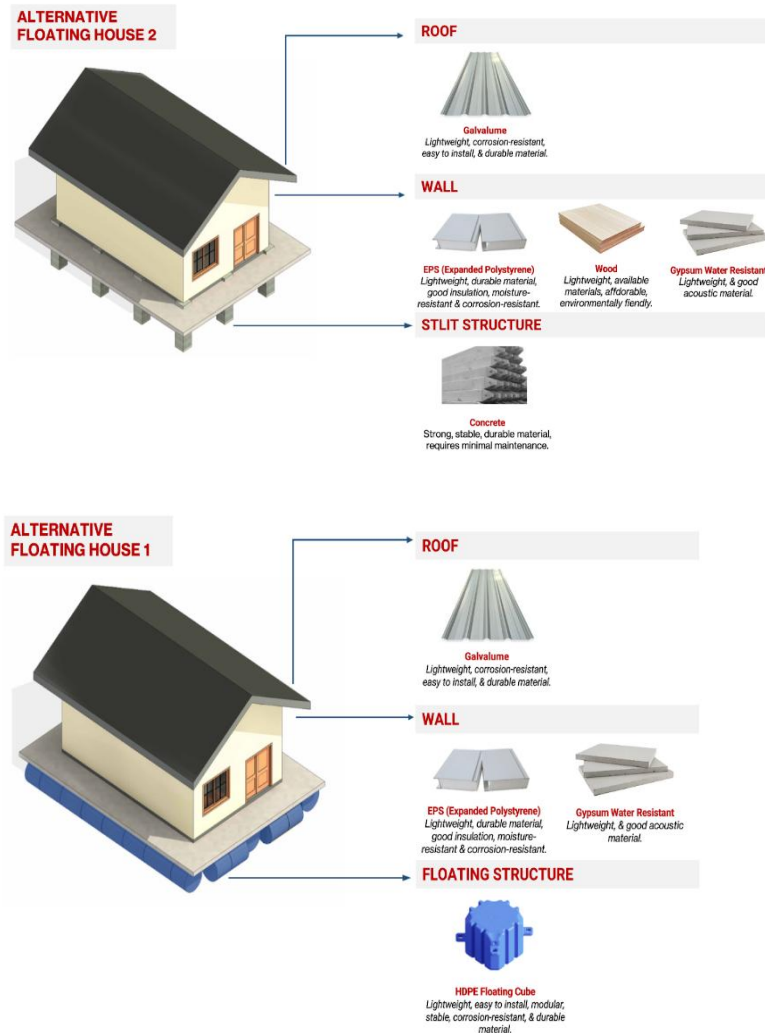 ALTERNATIVE
FLOATING HOUSE 2
ROOF
Galvalume
Lightweight, corrosion-resistant,
easy to install, & durable material.
WALL
EPS (Expanded Polystyrene)
Lightweight, durable material,
good insulation, moisture-
resistant & corrosion-resistant.
Wood
Lightweight, available
materials, affdorable,
environmentally fiendly.
Gypsum Water Resistant
Lightweight, & good
acoustic material.
STLIT STRUCTURE
Concrete
Strong, stable, durable material,
requires minimal maintenance.
ALTERNATIVE
FLOATING HOUSE 1
ROOF
Galvalume
Lightweight, corrosion-resistant,
easy to install, & durable material.
WALL
EPS (Expanded Polystyrene)
Lightweight, durable material,
good insulation, moisture-
resistant & corrosion-resistant.
Gypsum Water Resistant
Lightweight, & good acoustic
material.
FLOATING STRUCTURE
HDPE Floating Cube
Lightweight, easy to install, modular,
stable, corrosion-resistant, & durable
material.